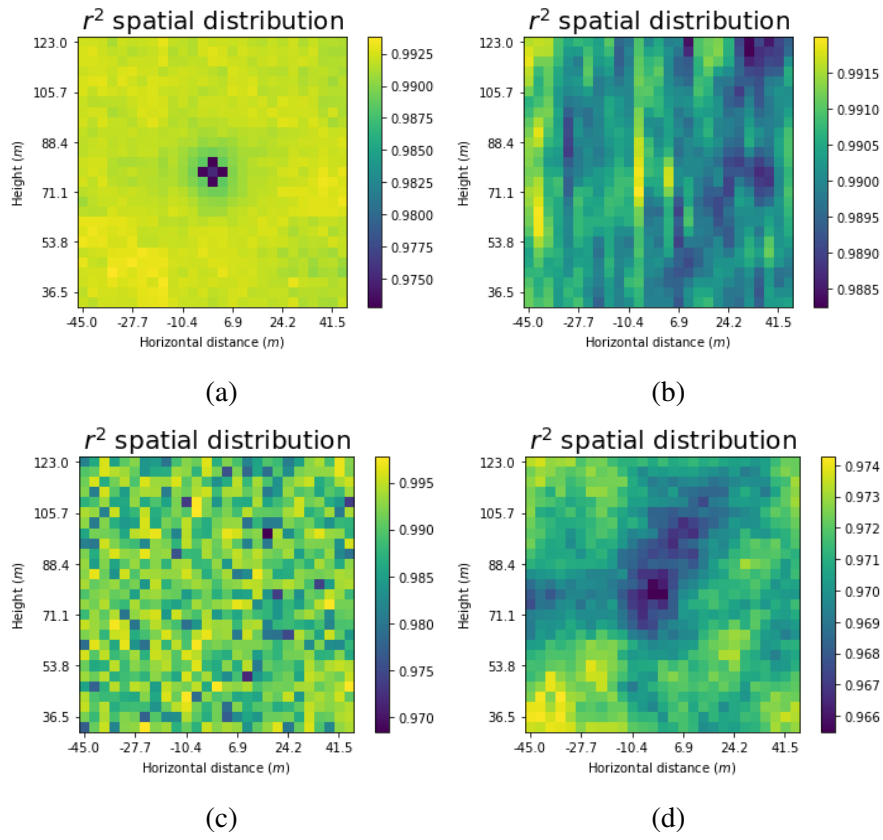 r² spatial distribution
123.0
105.7
88.4
71.1
53.8
36.5
Height (m)
-45.0 -27.7 -10.4 6.9 24.2 41.5
Horizontal distance (m)
0.9925
0.9900
0.9875
0.9850
0.9825
0.9800
0.9775
0.9750
(a)
r² spatial distribution
123.0
105.7
88.4
71.1
53.8
36.5
Height (m)
-45.0 -27.7 -10.4 6.9 24.2 41.5
Horizontal distance (m)
0.9915
0.9910
0.9905
0.9900
0.9895
0.9890
0.9885
(b)
r² spatial distribution
123.0
105.7
88.4
71.1
53.8
36.5
Height (m)
-45.0 -27.7 -10.4 6.9 24.2 41.5
Horizontal distance (m)
0.995
0.990
0.985
0.980
0.975
0.970
(c)
r² spatial distribution
123.0
105.7
88.4
71.1
53.8
36.5
Height (m)
-45.0 -27.7 -10.4 6.9 24.2 41.5
Horizontal distance (m)
0.974
0.973
0.972
0.971
0.970
0.969
0.968
0.967
0.966
(d)